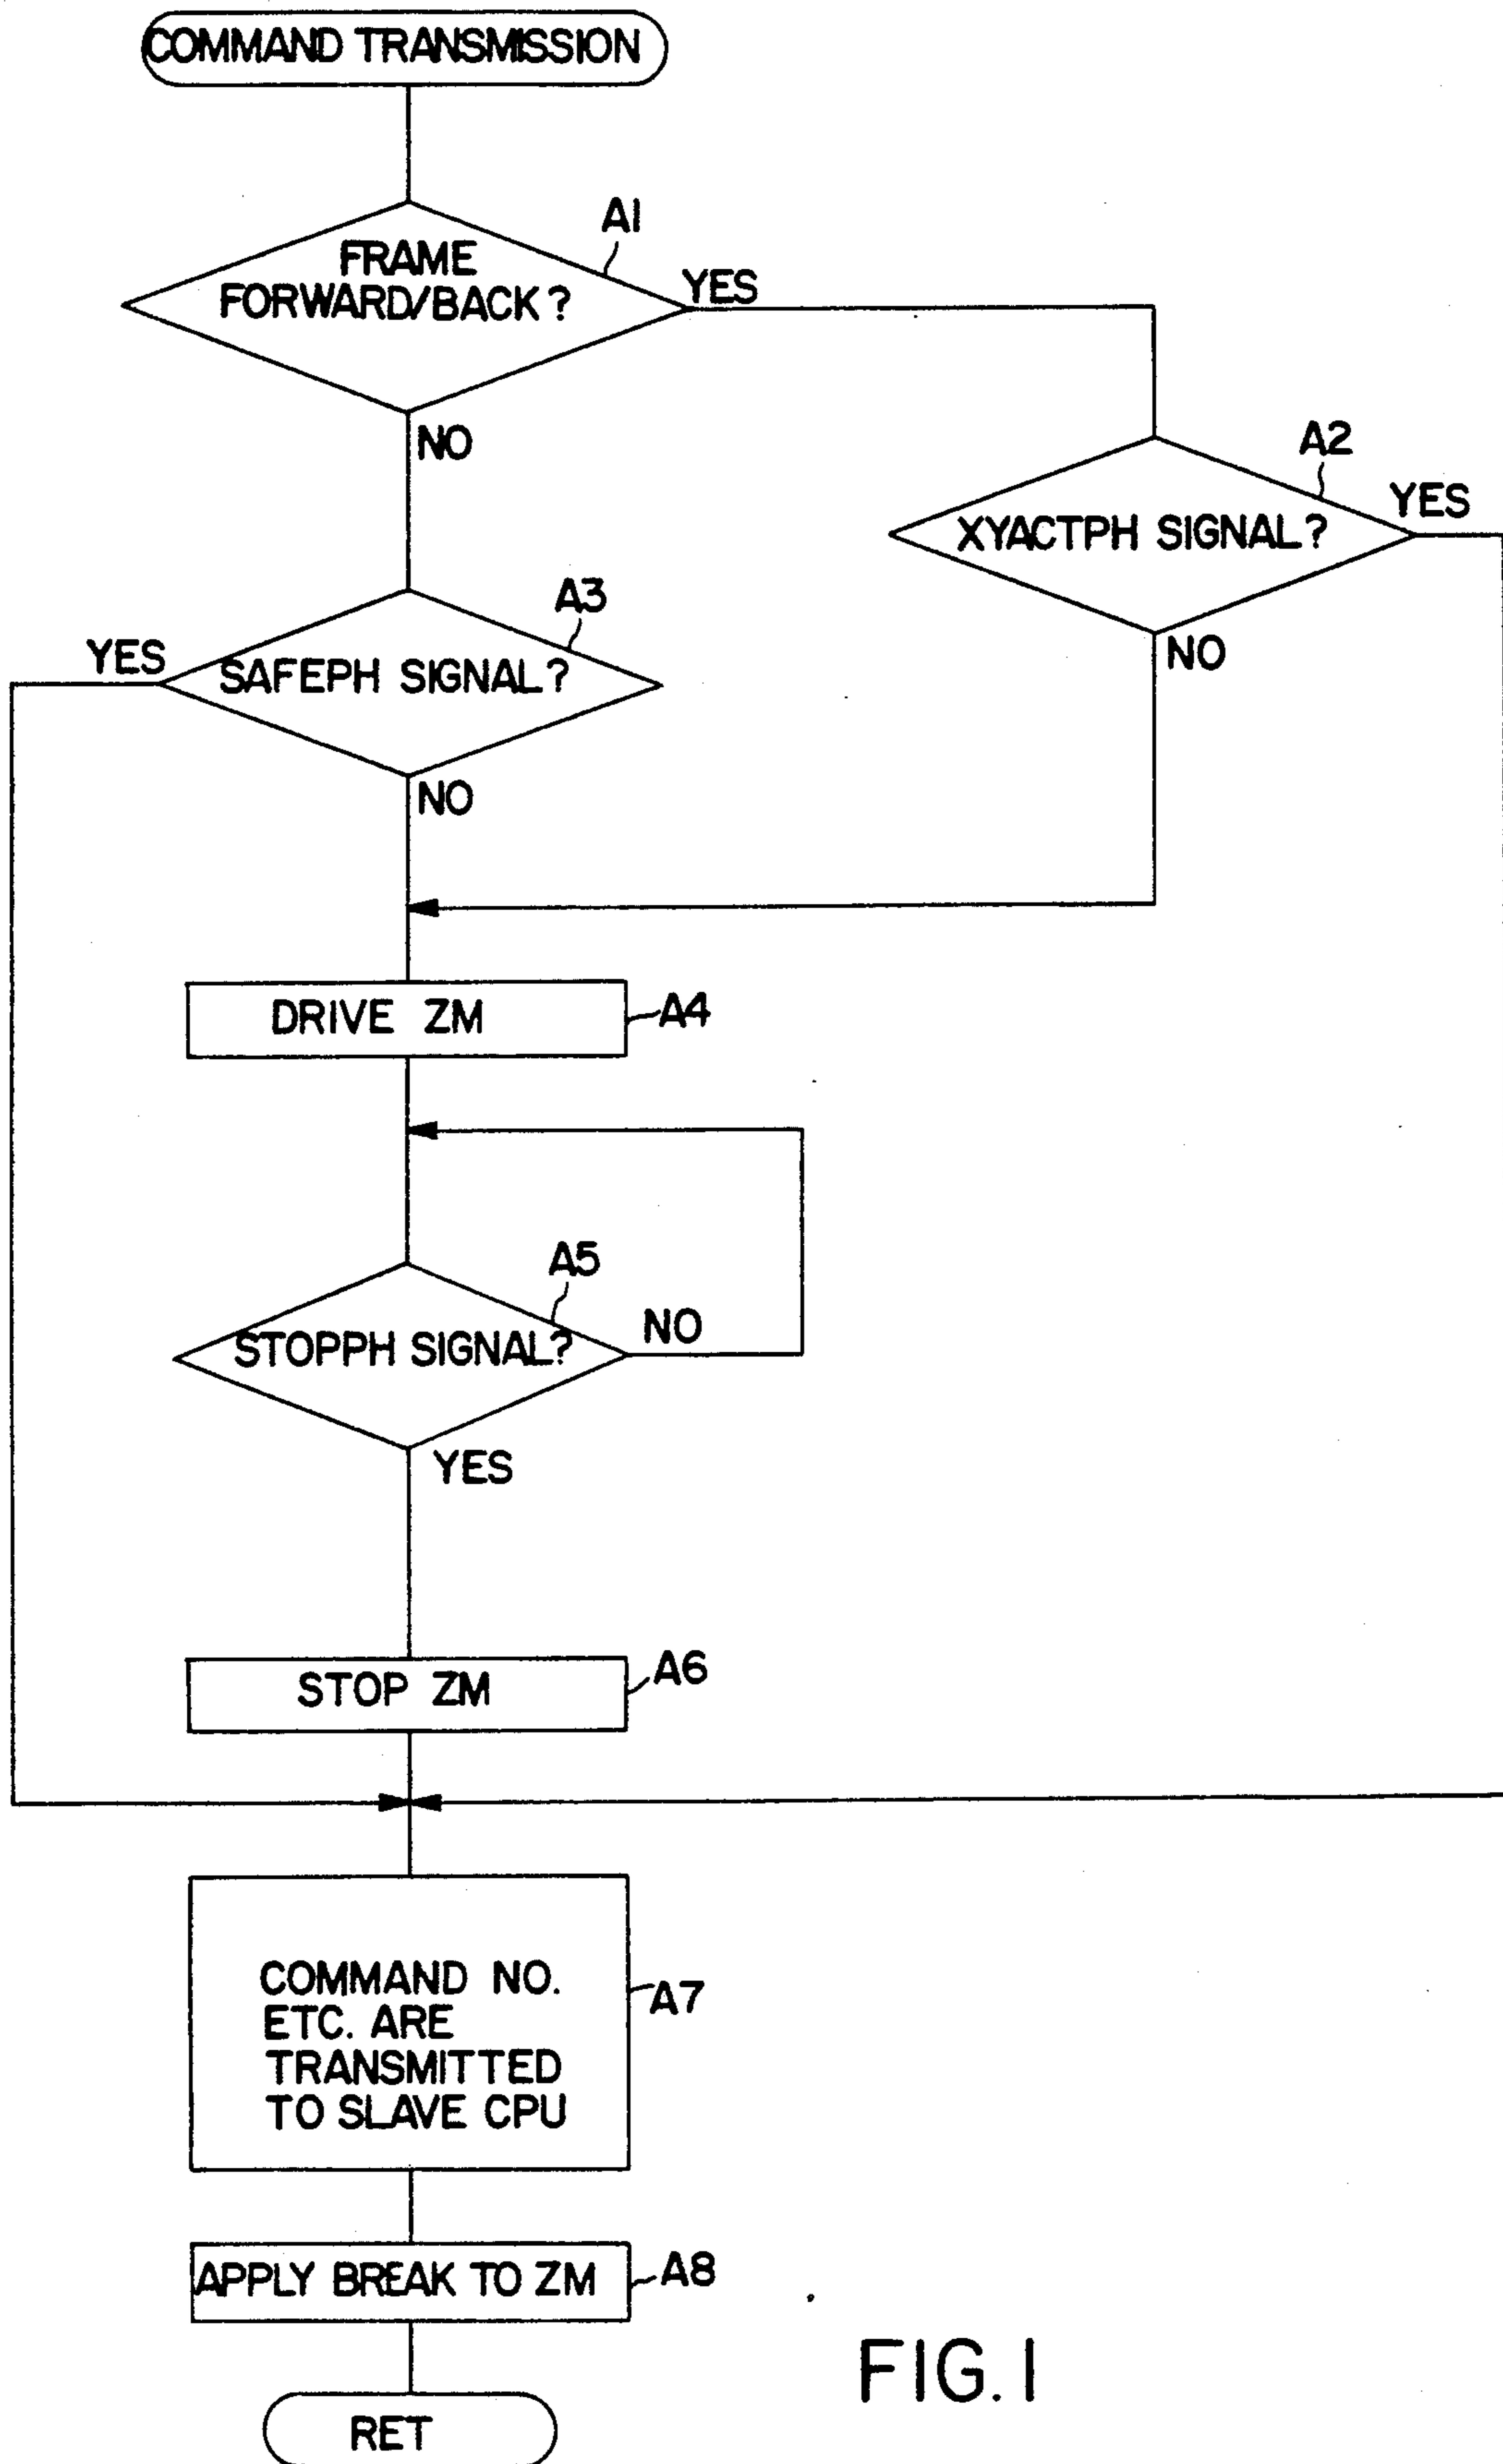 COMMAND TRANSMISSION
A1
FRAME
FORWARD/BACK?
YES
NO
A2
XYACTPH SIGNAL?
YES
NO
A3
YES
SAFEPH SIGNAL?
NO
DRIVE ZM
A4
A5
STOPPH SIGNAL?
NO
YES
STOP ZM
A6
COMMAND NO.
ETC. ARE
TRANSMITTED
TO SLAVE CPU
A7
APPLY BREAK TO ZM
A8
RET
FIG. 1